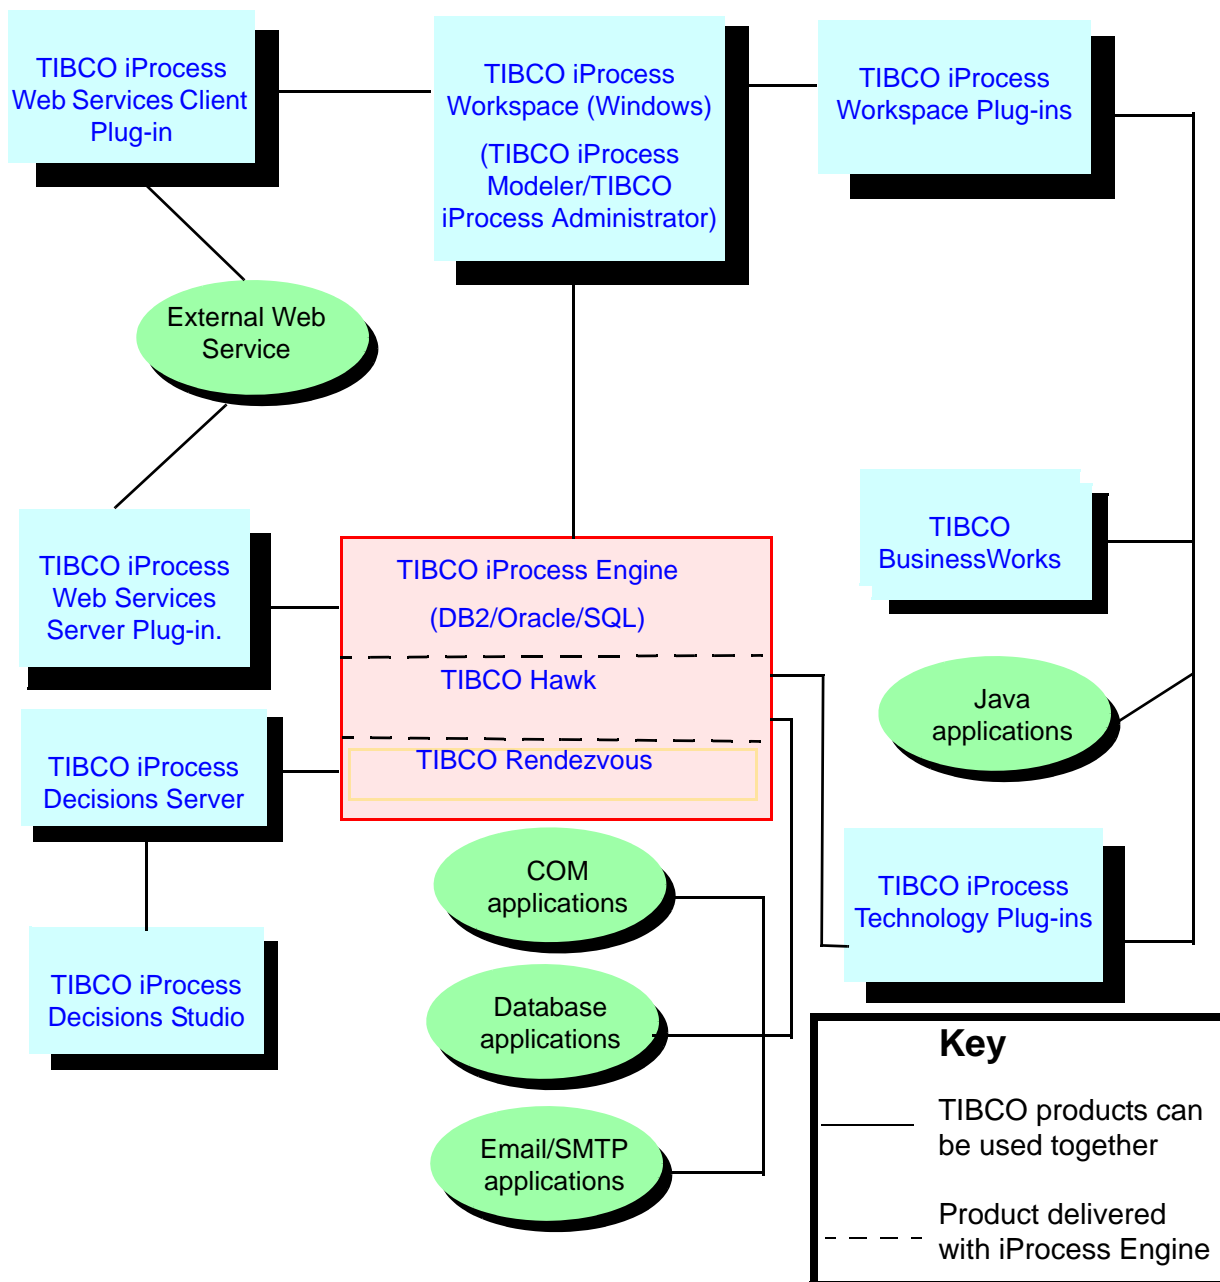 TIBCO iProcess
Web Services Client
Plug-in
TIBCO iProcess
Workspace (Windows)
(TIBCO iProcess
Modeler/TIBCO
iProcess Administrator)
TIBCO iProcess
Workspace Plug-ins
External Web
Service
TIBCO iProcess
Web Services
Server Plug-in.
TIBCO iProcess Engine
(DB2/Oracle/SQL)
TIBCO Hawk
TIBCO Rendezvous
TIBCO
BusinessWorks
Java
applications
TIBCO iProcess
Decisions Server
TIBCO iProcess
Decisions Studio
COM
applications
Database
applications
Email/SMTP
applications
TIBCO iProcess
Technology Plug-ins
Key
TIBCO products can
be used together
Product delivered
with iProcess Engine